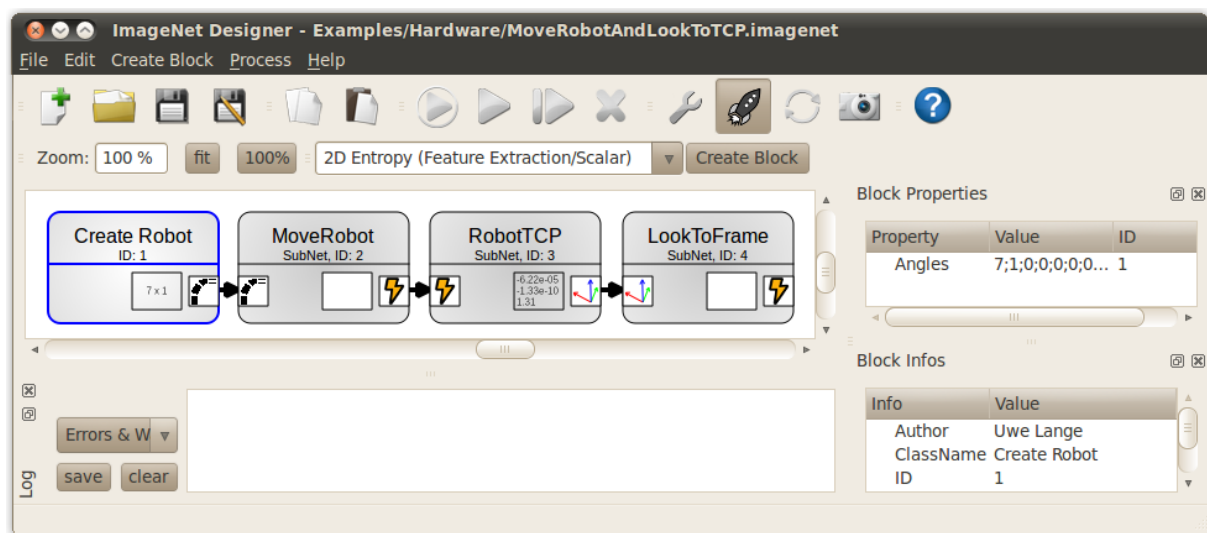 ImageNet Designer - Examples/Hardware/MoveRobotAndLookToTCP.imagenet
File Edit Create Block Process Help
Zoom: 100 % fit 100% 2D Entropy (Feature Extraction/Scalar) Create Block
Block Properties
Property Value ID
Angles 7;1;0;0;0;0;0... 1
Create Robot
ID: 1
7 x 1
MoveRobot
SubNet, ID: 2
RobotTCP
SubNet, ID: 3
-6.22e-05
-1.33e-10
1.31
LookToFrame
SubNet, ID: 4
Block Infos
Info Value
Author Uwe Lange
ClassName Create Robot
ID 1
Log
Errors & W
save clear